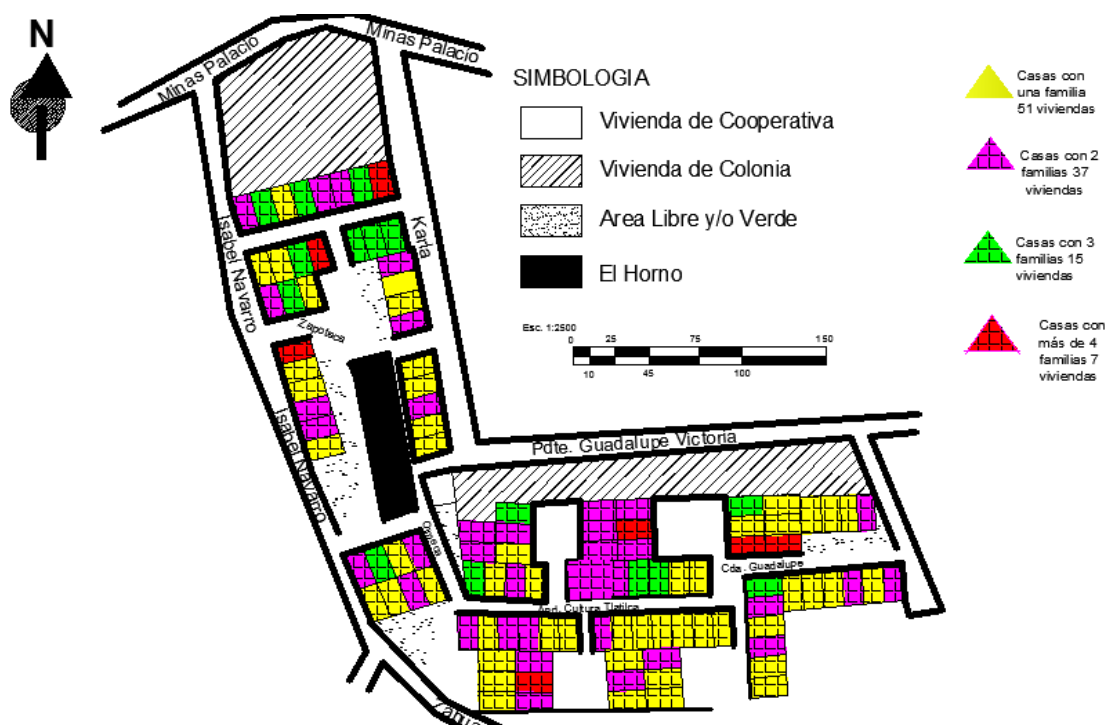 N
Minas Palacio
Minas Palacio
SIMBOLOGIA
Vivienda de Cooperativa
Vivienda de Colonia
Area Libre y/o Verde
El Horno
Esc. 1:2500
0 25 75 150
10 45 100
Casas con
una familia
51 viviendas
Casas con 2
familias 37
viviendas
Casas con 3
familias 15
viviendas
Casas con
más de 4
familias 7
viviendas
Isabel Navarro
Karla
Zapoteca
Isabel Navarro
Pdte. Guadalupe Victoria
Cda. Guadalupe
And. Cultura Tlatilca